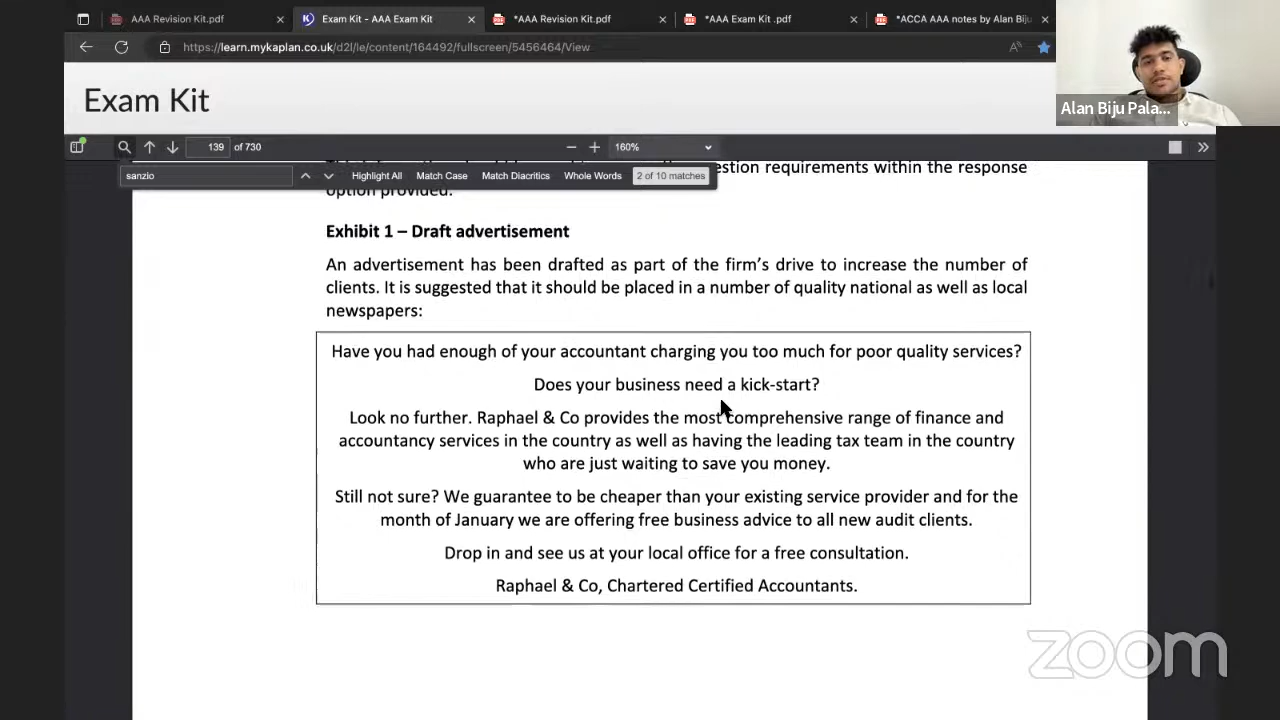 AAA Revision Kit.pdf
Exam Kit - AAA Exam Kit
*AAA Revision Kit.pdf
*AAA Exam Kit .pdf
*ACCA AAA notes by Alan Biju
https://learn.mykaplan.co.uk/d2l/le/content/164492/fullscreen/5456464/View
Alan Biju Pala...
Exam Kit
139 of 730
160%
sanzio
Highlight All
Match Case
Match Diacritics
Whole Words
2 of 10 matches
estion requirements within the response
option provided.
Exhibit 1 – Draft advertisement
An advertisement has been drafted as part of the firm's drive to increase the number of
clients. It is suggested that it should be placed in a number of quality national as well as local
newspapers:
Have you had enough of your accountant charging you too much for poor quality services?
Does your business need a kick-start?
Look no further. Raphael & Co provides the most comprehensive range of finance and
accountancy services in the country as well as having the leading tax team in the country
who are just waiting to save you money.
Still not sure? We guarantee to be cheaper than your existing service provider and for the
month of January we are offering free business advice to all new audit clients.
Drop in and see us at your local office for a free consultation.
Raphael & Co, Chartered Certified Accountants.
zoom